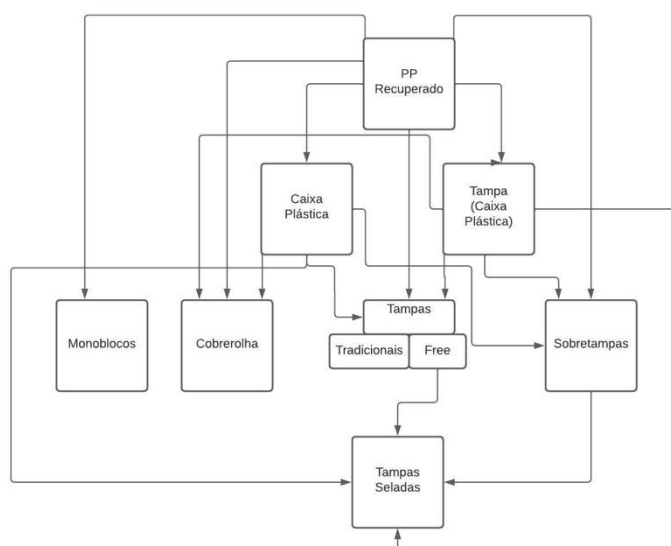 PP
Recuperado
Caixa
Plástica
Tampa
(Caixa
Plástica)
Monoblocos
Cobrerolha
Tampas
Tradicionais
Free
Sobretampas
Tampas
Seladas